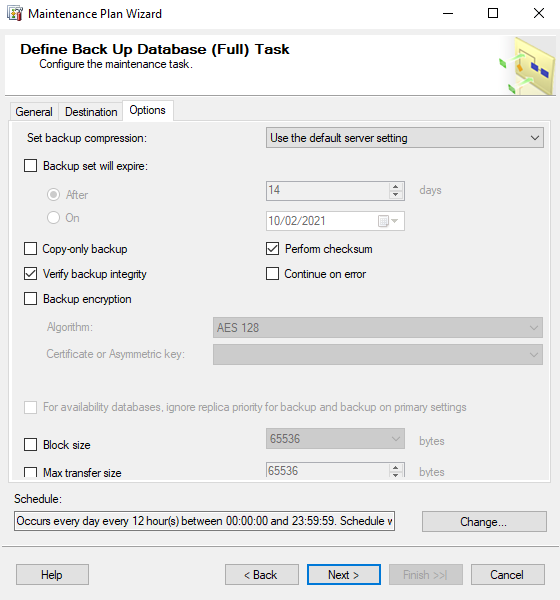 Maintenance Plan Wizard
Define Back Up Database (Full) Task
Configure the maintenance task.
General Destination Options
Set backup compression: Use the default server setting
Backup set will expire:
After 14 days
On 10/02/2021
Copy-only backup Perform checksum
Verify backup integrity Continue on error
Backup encryption
Algorithm: AES 128
Certificate or Asymmetric key:
For availability databases, ignore replica priority for backup and backup on primary settings
Block size 65536 bytes
Max transfer size 65536 bytes
Schedule:
Occurs every day every 12 hour(s) between 00:00:00 and 23:59:59. Schedule w Change...
Help < Back Next > Finish >>| Cancel